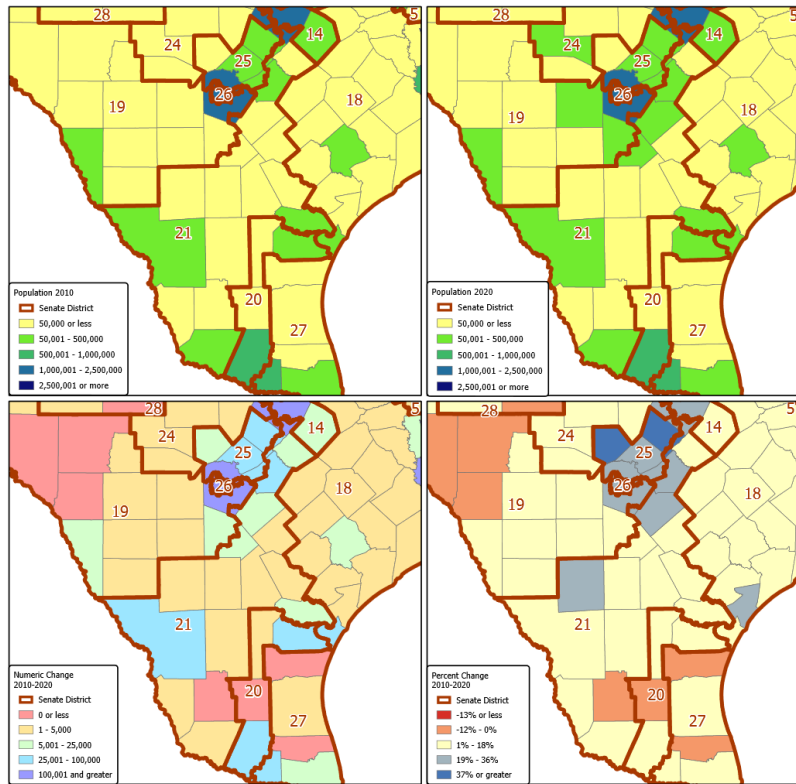 28
24
14
5
25
19
26
18
21
20
27
Population 2010
Senate District
50,000 or less
50,001 - 500,000
500,001 - 1,000,000
1,000,001 - 2,500,000
2,500,001 or more
28
24
14
5
25
19
26
18
21
20
27
Population 2020
Senate District
50,000 or less
50,001 - 500,000
500,001 - 1,000,000
1,000,001 - 2,500,000
2,500,001 or more
28
24
14
25
19
26
18
21
20
27
Numeric Change
2010-2020
Senate District
0 or less
1 - 5,000
5,001 - 25,000
25,001 - 100,000
100,001 and greater
28
24
14
5
25
19
26
18
21
20
27
Percent Change
2010-2020
Senate District
-13% or less
-12% - 0%
1% - 18%
19% - 36%
37% or greater